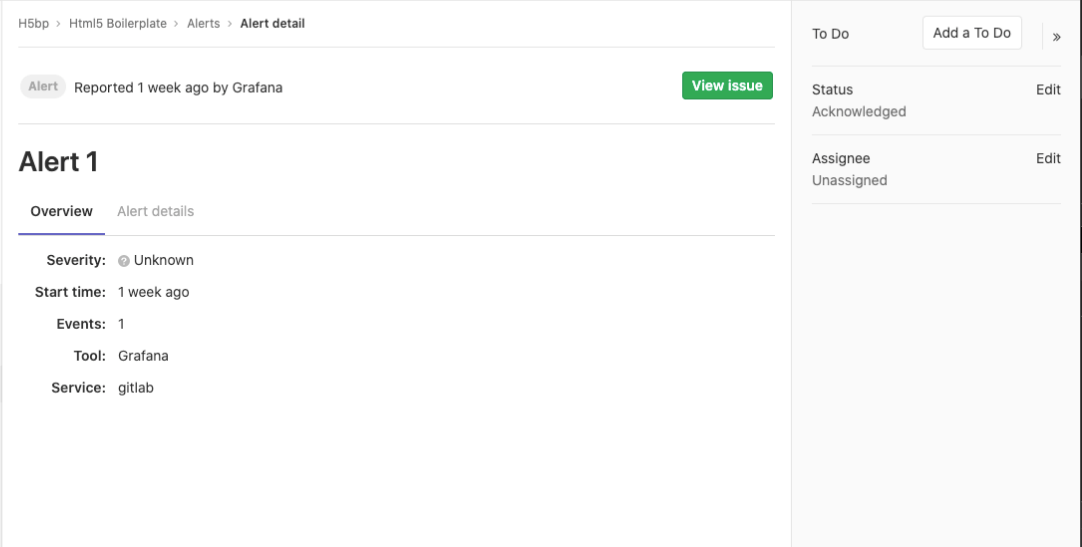 H5bp > Html5 Boilerplate > Alerts > Alert detail
Alert Reported 1 week ago by Grafana View issue
Alert 1
Overview Alert details
Severity: Unknown
Start time: 1 week ago
Events: 1
Tool: Grafana
Service: gitlab
To Do Add a To Do »
Status Edit
Acknowledged
Assignee Edit
Unassigned